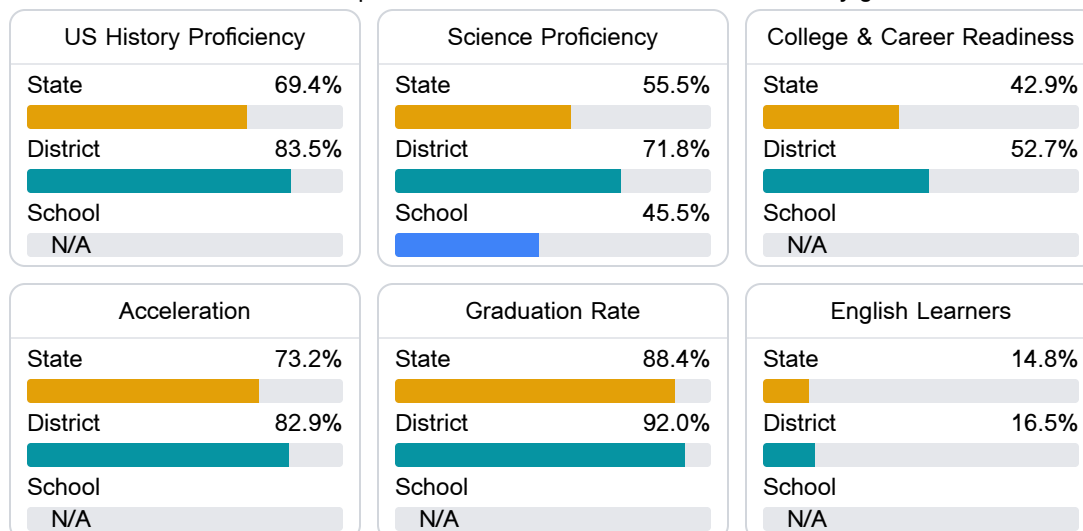 US History Proficiency
State 69.4%
District 83.5%
School
N/A
Science Proficiency
State 55.5%
District 71.8%
School 45.5%
College & Career Readiness
State 42.9%
District 52.7%
School
N/A
Acceleration
State 73.2%
District 82.9%
School
N/A
Graduation Rate
State 88.4%
District 92.0%
School
N/A
English Learners
State 14.8%
District 16.5%
School
N/A